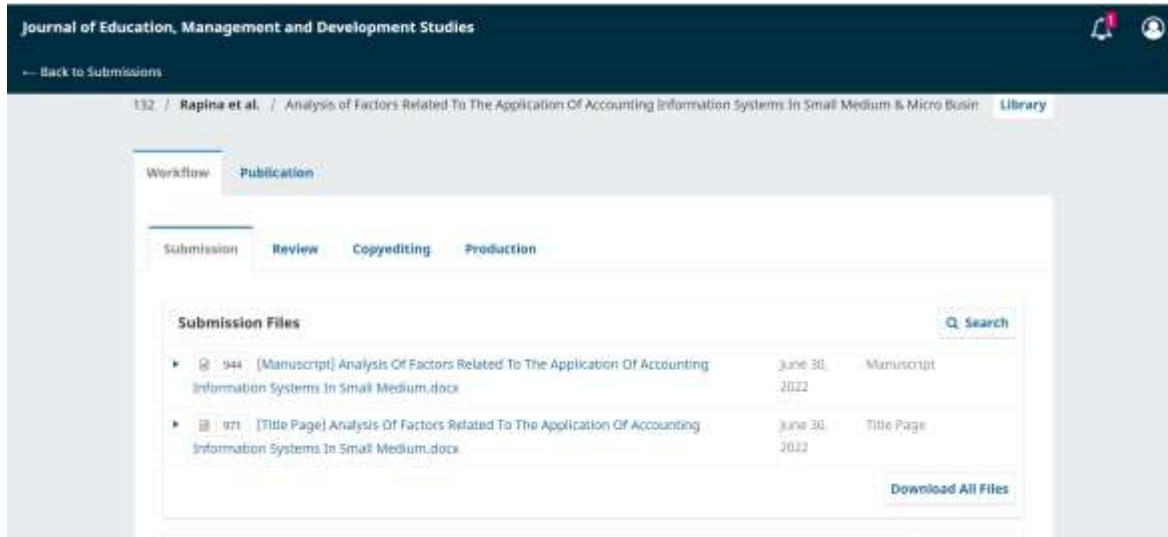 Journal of Education, Management and Development Studies
1
← Back to Submissions
132 / Rapina et al. / Analysis of Factors Related To The Application Of Accounting Information Systems In Small Medium & Micro Busin Library
Workflow Publication
Submission Review Copyediting Production
Submission Files Search
944 [Manuscript] Analysis Of Factors Related To The Application Of Accounting June 30, Manuscript
Information Systems In Small Medium.docx 2022
971 [Title Page] Analysis Of Factors Related To The Application Of Accounting June 30, Title Page
Information Systems In Small Medium.docx 2022
Download All Files